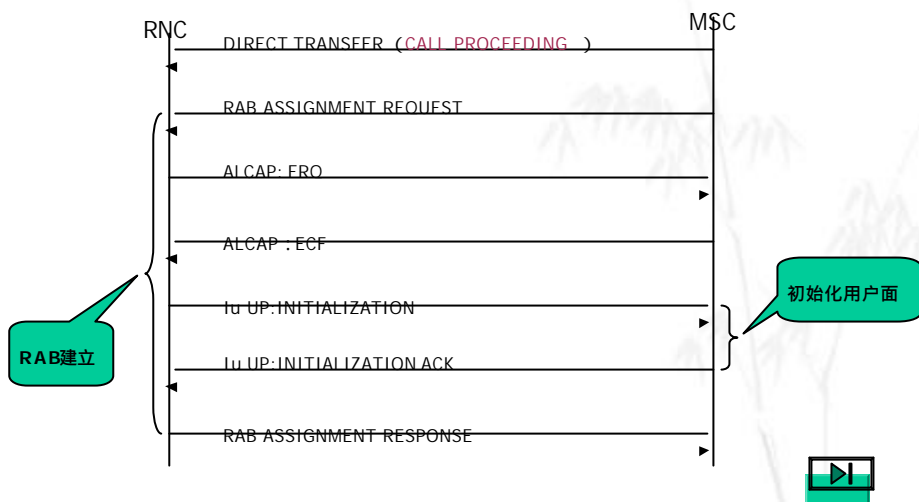 RNC
MSC
DIRECT TRANSFER (CALL PROCEEDING )
RAB ASSIGNMENT REQUEST
ALCAP: ERQ
ALCAP : ECF
初始化用户面
Iu UP:INITIALIZATION
RAB建立
Iu UP:INITIALIZATION ACK
RAB ASSIGNMENT RESPONSE